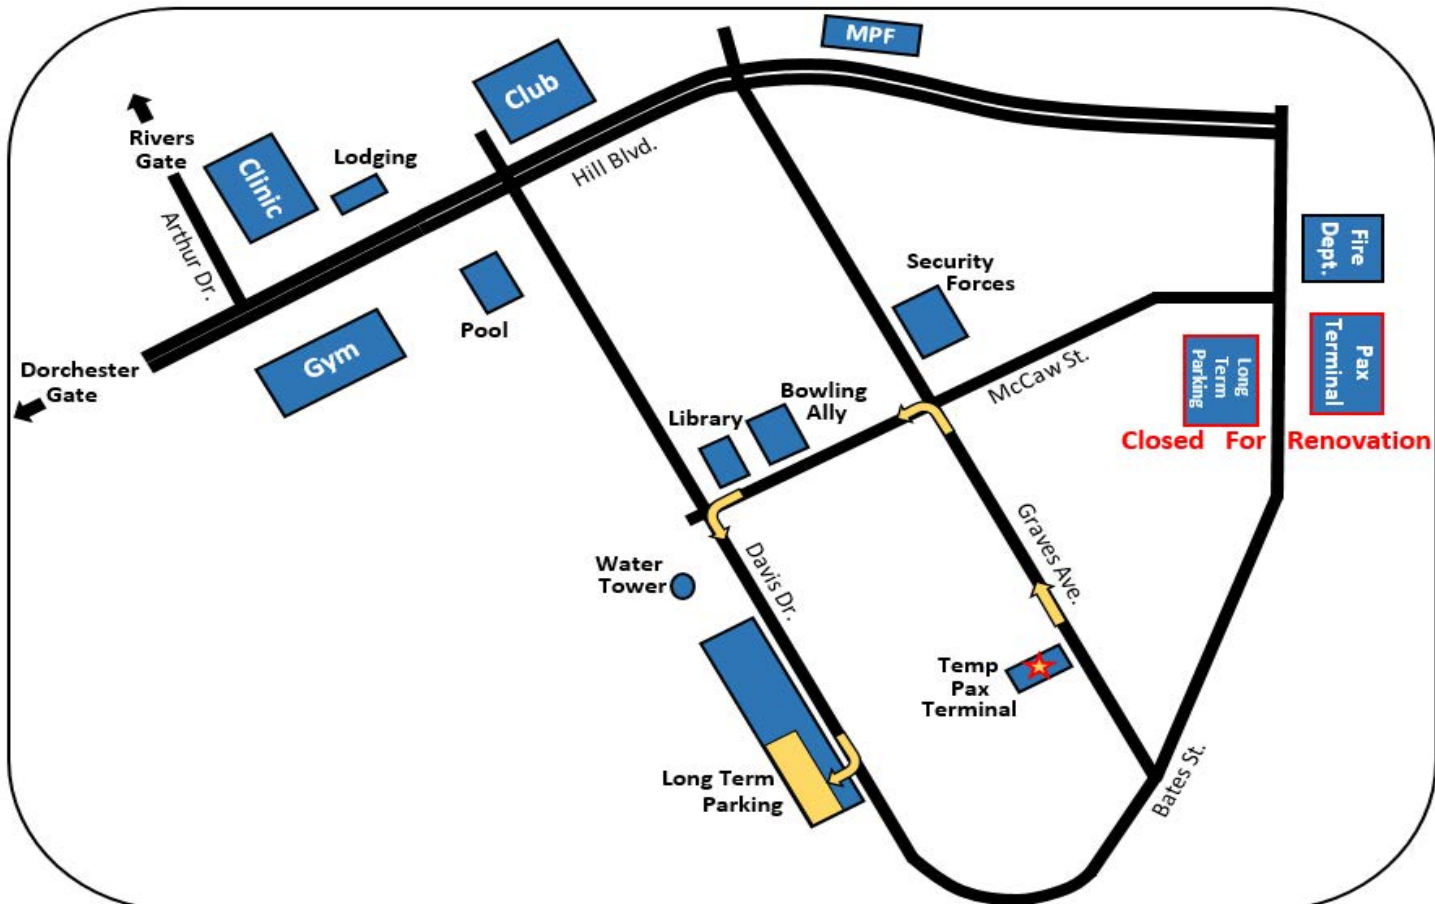 MPF
Club
Rivers
Gate
Clinic
Lodging
Hill Blvd.
Arthur Dr.
Fire
Dept.
Security
Forces
Pool
Gym
Dorchester
Gate
Pax
Terminal
Long
Term
Parking
McCaw St.
Bowling
Ally
Library
Closed For Renovation
Graves Ave.
Water
Tower
Davis Dr.
Temp
Pax
Terminal
Long Term
Parking
Bates St.